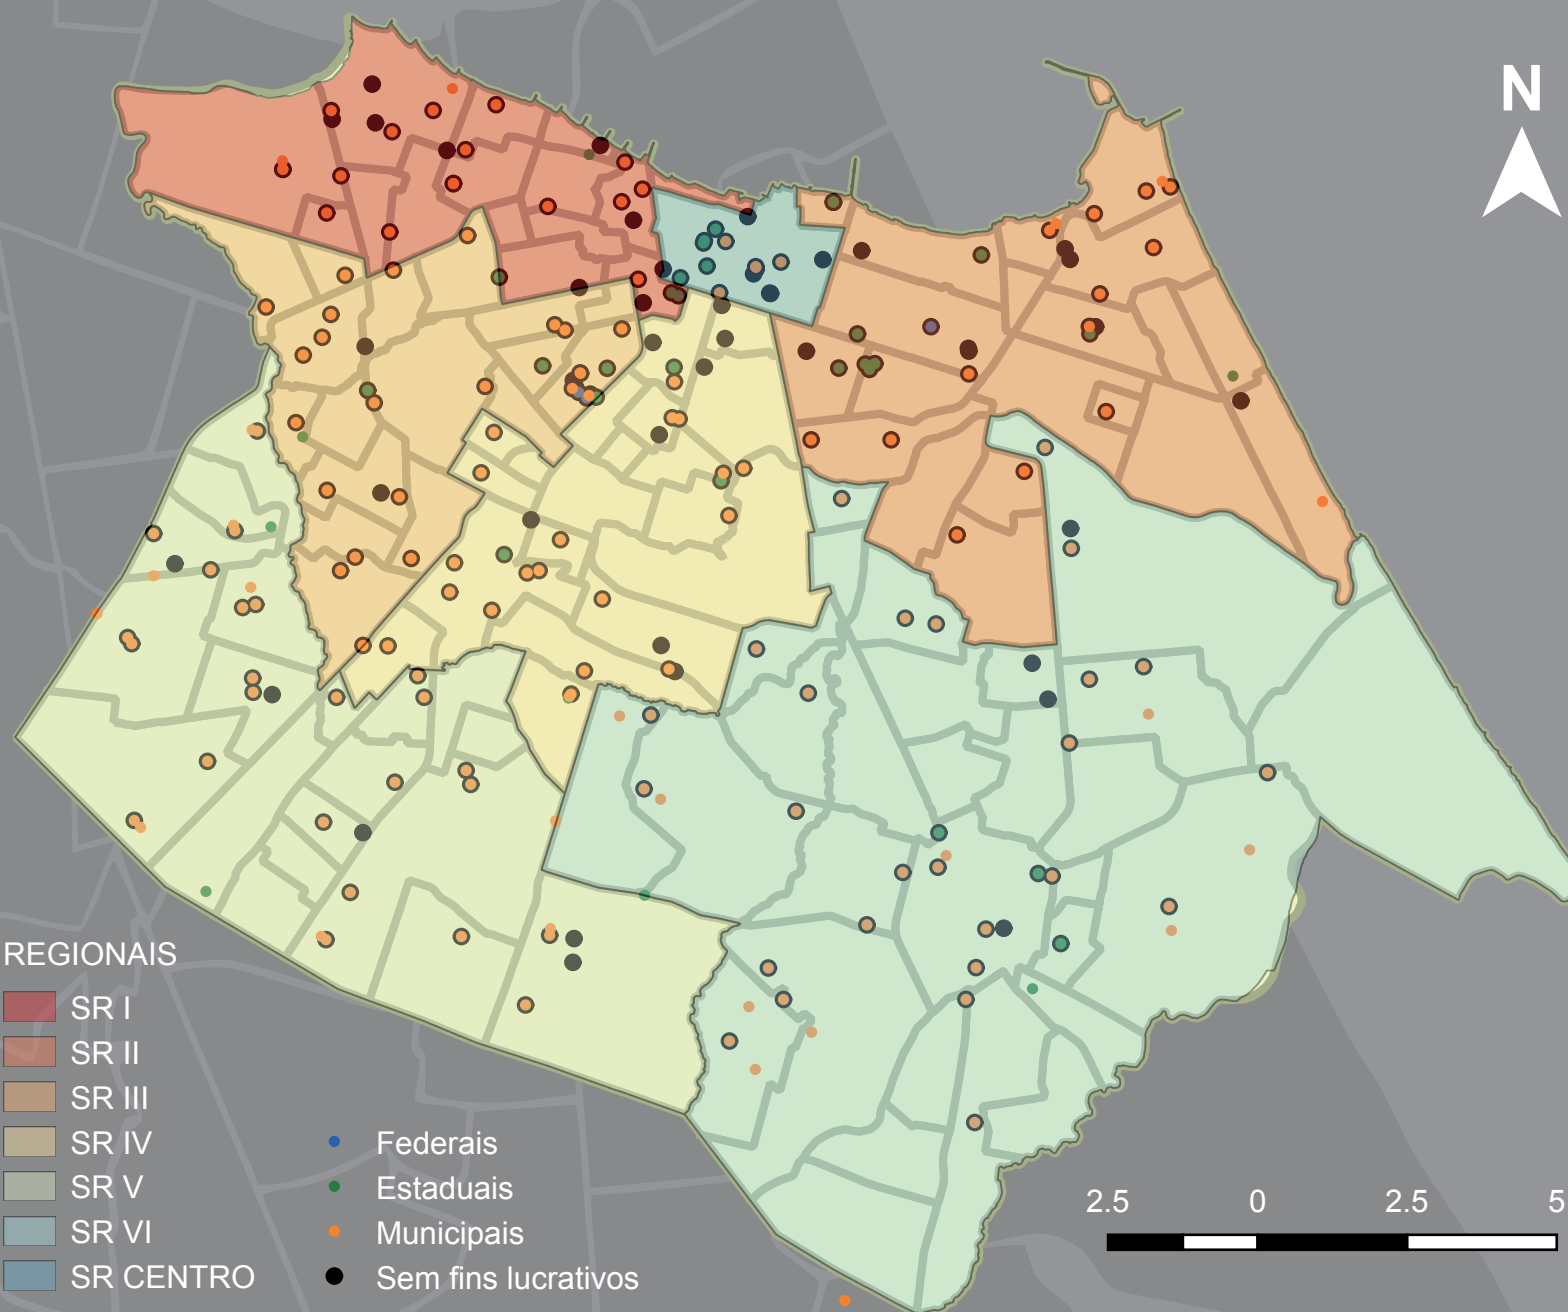 N
REGIONAIS
SR I
SR II
SR III
SR IV
SR V
SR VI
SR CENTRO
Federais
Estaduais
Municipais
Sem fins lucrativos
2.5 0 2.5 5